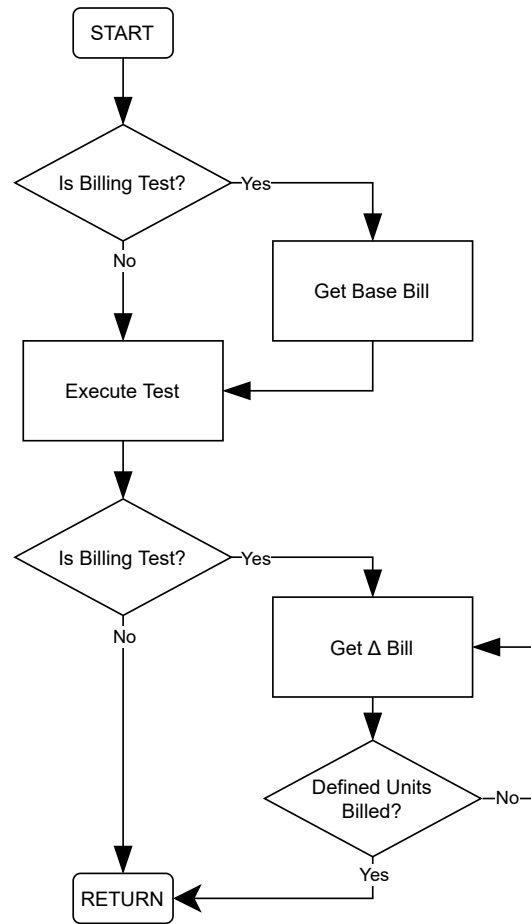 START
Is Billing Test?
Yes
No
Get Base Bill
Execute Test
Is Billing Test?
Yes
No
Get Δ Bill
Defined Units
Billed?
No
Yes
RETURN